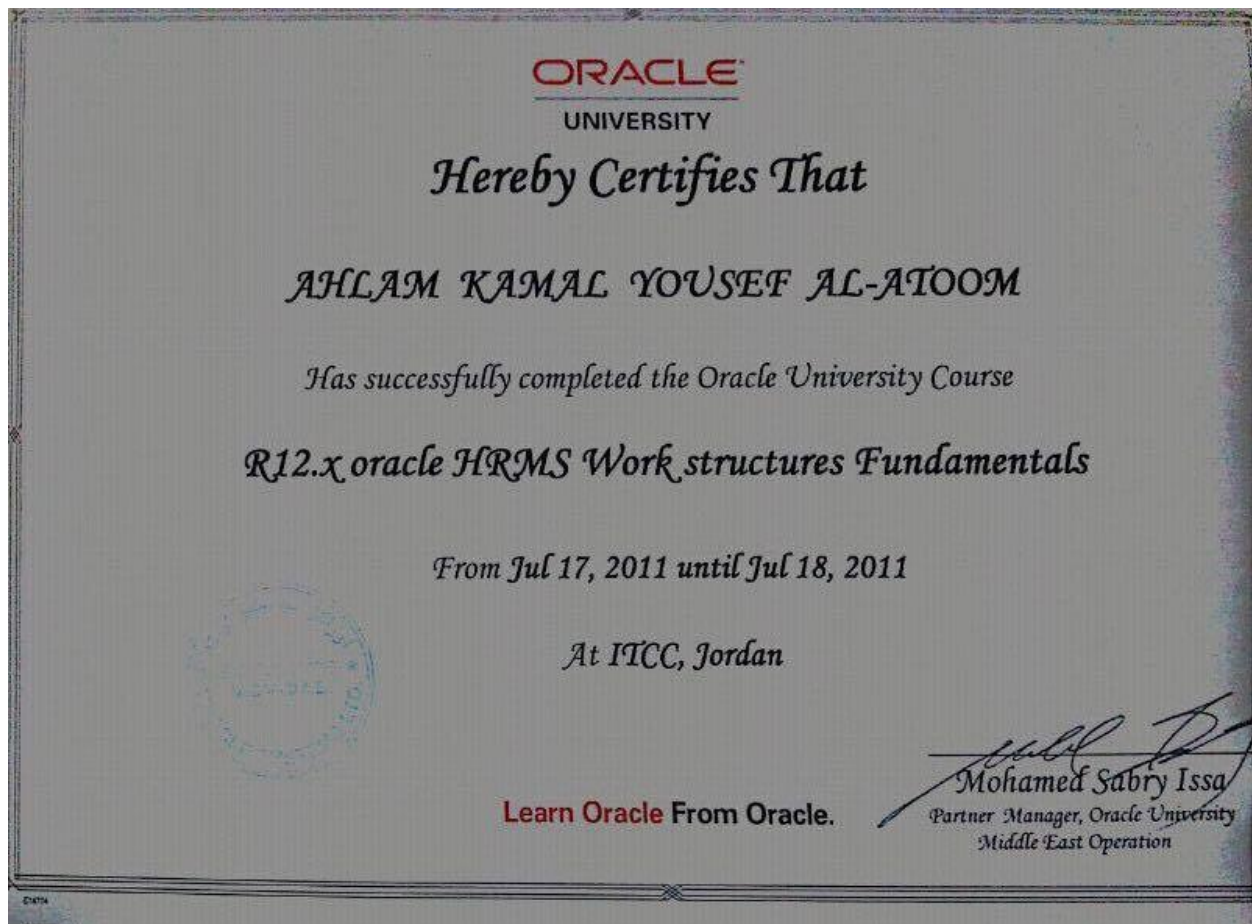 ORACLE
UNIVERSITY
Hereby Certifies That
AHLAM KAMAL YOUSEF AL-ATOOM
Has successfully completed the Oracle University Course
R12.x oracle HRMS Work structures Fundamentals
From Jul 17, 2011 until Jul 18, 2011
At ITCC, Jordan
Mohamed Sabry Issa
Partner Manager, Oracle University
Middle East Operation
Learn Oracle From Oracle.